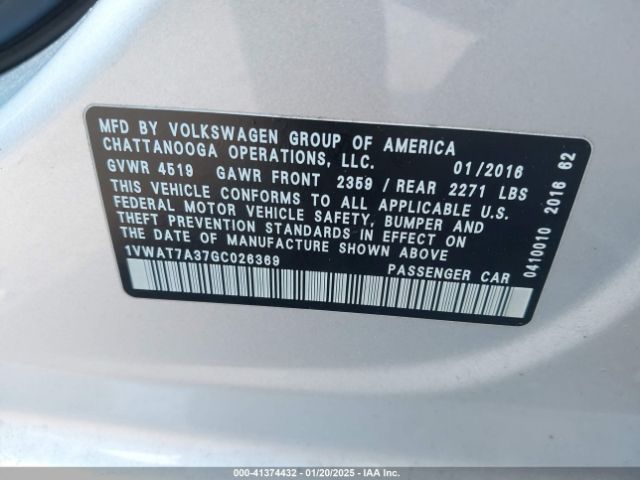 MFD BY VOLKSWAGEN GROUP OF AMERICA
CHATTANOOGA OPERATIONS, LLC. 01/2016
GVWR 4519 GAWR FRONT 2359 / REAR 2271 LBS
THIS VEHICLE CONFORMS TO ALL APPLICABLE U.S.
FEDERAL MOTOR VEHICLE SAFETY, BUMPER AND
THEFT PREVENTION STANDARDS IN EFFECT ON
THE DATE OF MANUFACTURE SHOWN ABOVE
1VWAT7A37GC026369 PASSENGER CAR
0410010 2016 62
000-41374432 - 01/20/2025 - IAA Inc.